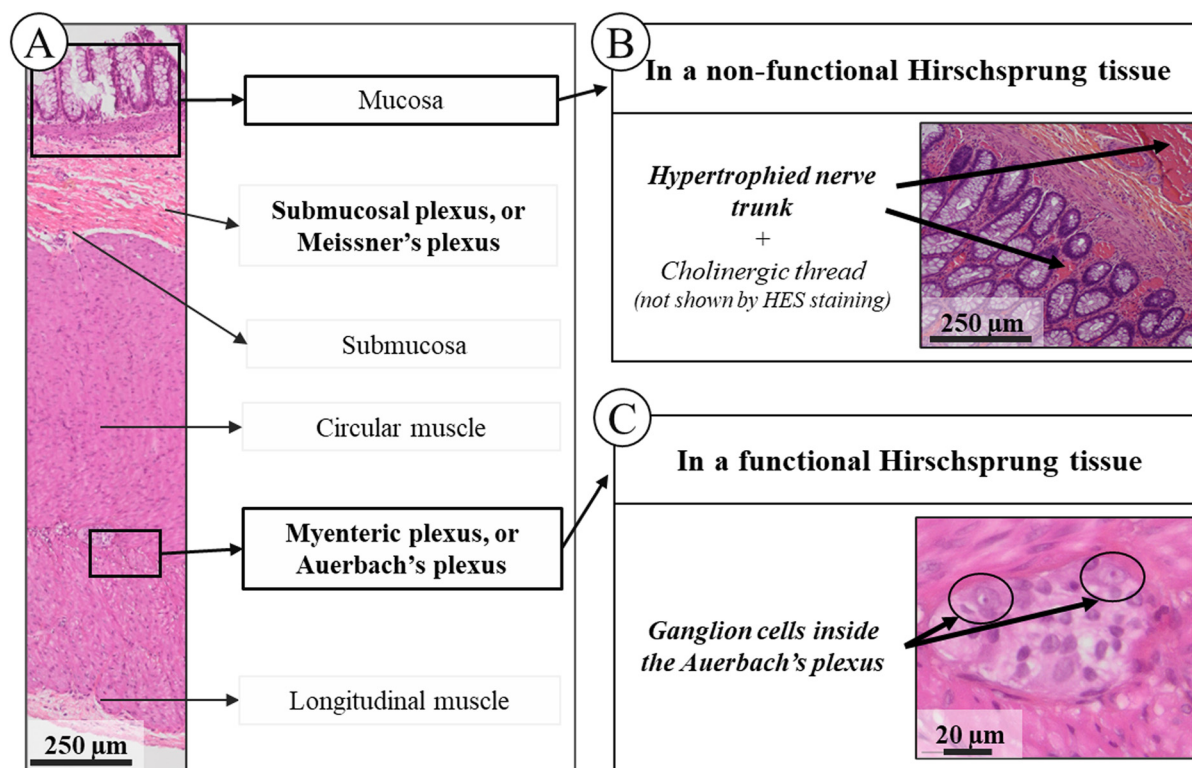 A
Mucosa
Submucosal plexus, or
Meissner's plexus
Submucosa
Circular muscle
Myenteric plexus, or
Auerbach's plexus
Longitudinal muscle
250 µm
B
In a non-functional Hirschsprung tissue
Hypertrophied nerve
trunk
+
Cholinergic thread
(not shown by HES staining)
250 µm
C
In a functional Hirschsprung tissue
Ganglion cells inside
the Auerbach's plexus
20 µm